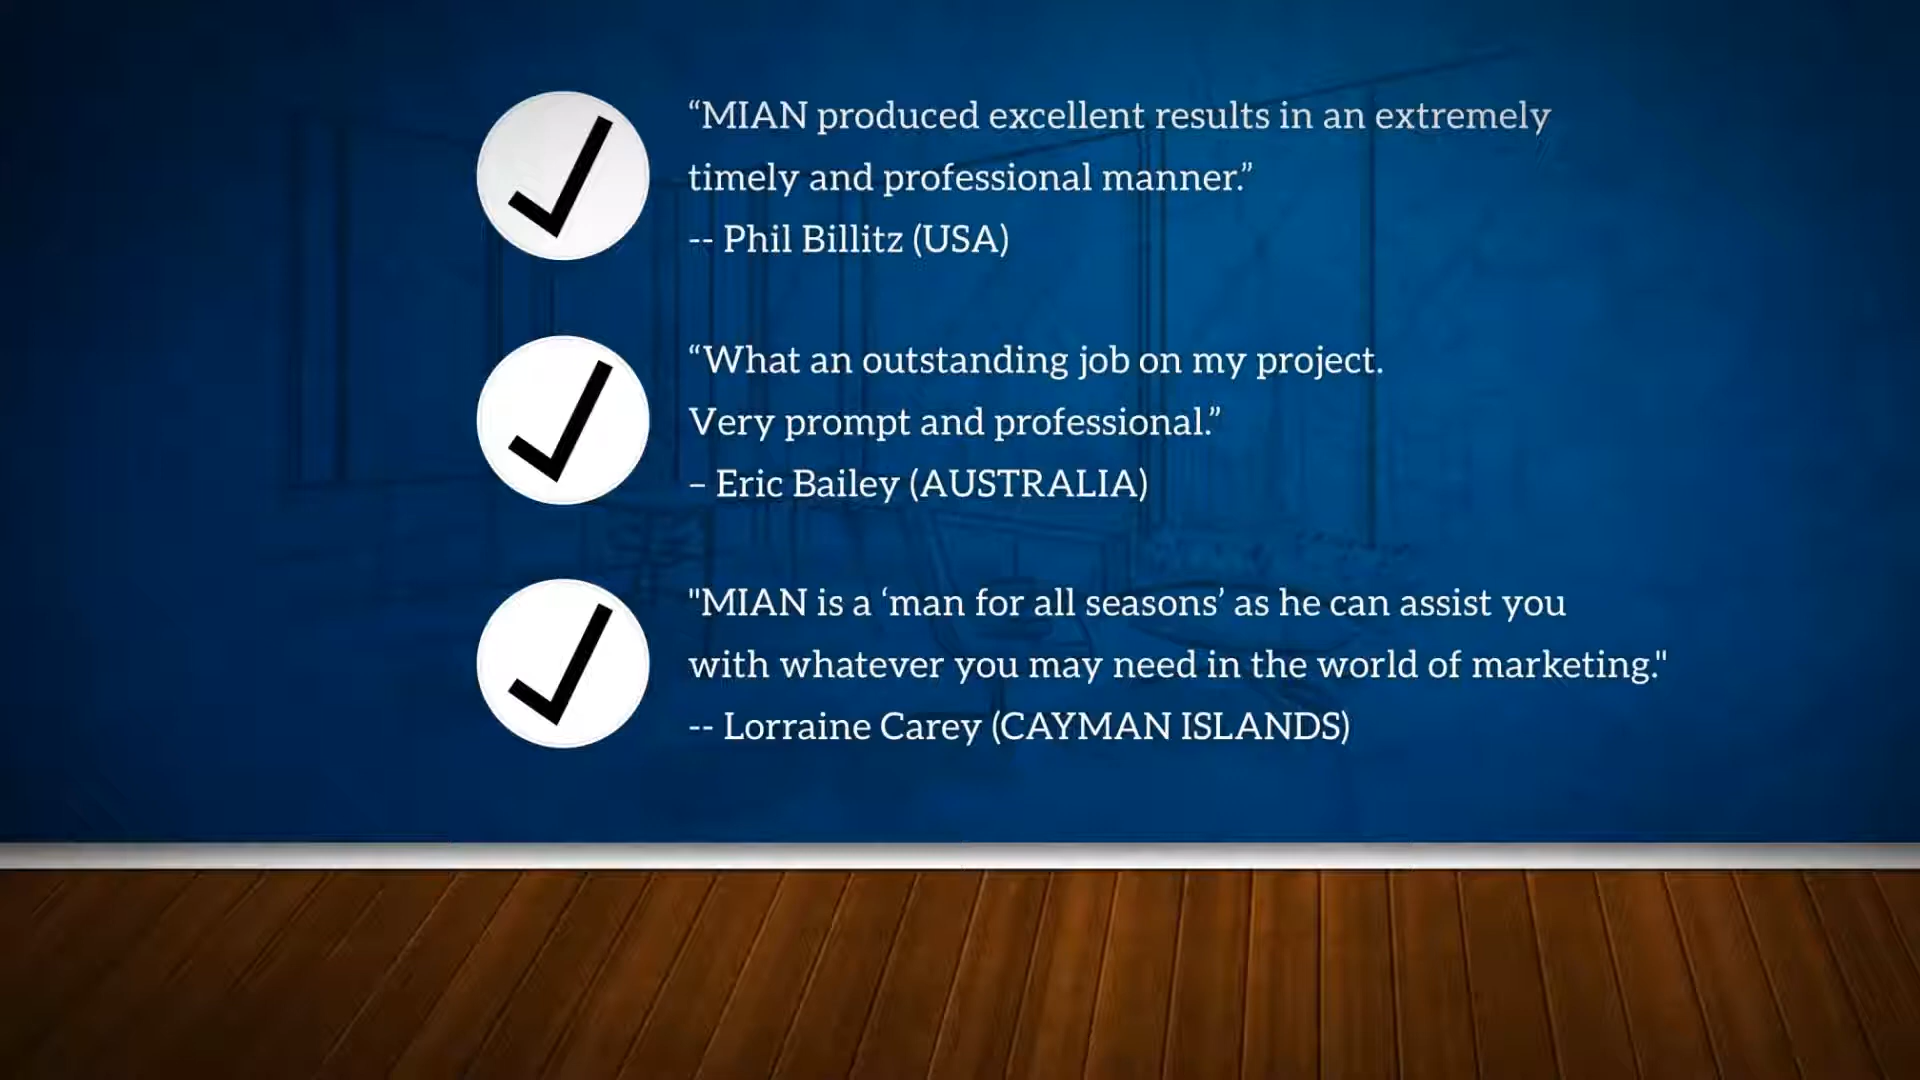 “MIAN produced excellent results in an extremely
timely and professional manner.”
-- Phil Billitz (USA)
“What an outstanding job on my project.
Very prompt and professional.”
– Eric Bailey (AUSTRALIA)
"MIAN is a ‘man for all seasons’ as he can assist you
with whatever you may need in the world of marketing."
-- Lorraine Carey (CAYMAN ISLANDS)